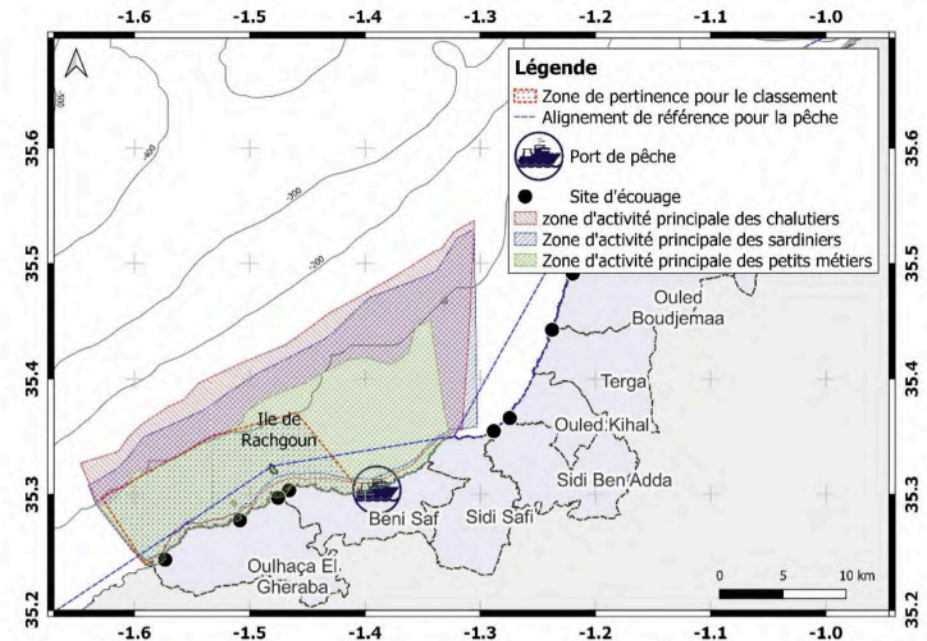 -1.6 -1.5 -1.4 -1.3 -1.2 -1.1 -1.0
Légende
Zone de pertinence pour le classement
Alignement de référence pour la pêche
Port de pêche
Site d'écouage
zone d'activité principale des chalutiers
Zone d'activité principale des sardiniers
Zone d'activité principale des petits métiers
35.6 35.6
35.5 35.5
35.4 35.4
35.3 35.3
35.2 35.2
-500
-400
-300
-200
Ouled
Boudjemaa
Terga
Ouled Kihal
Ile de
Rachgoun
Sidi Ben Adda
Beni Saf
Sidi Safi
Oulhaça El
Gheraba
0 5 10 km
-1.6 -1.5 -1.4 -1.3 -1.2 -1.1 -1.0